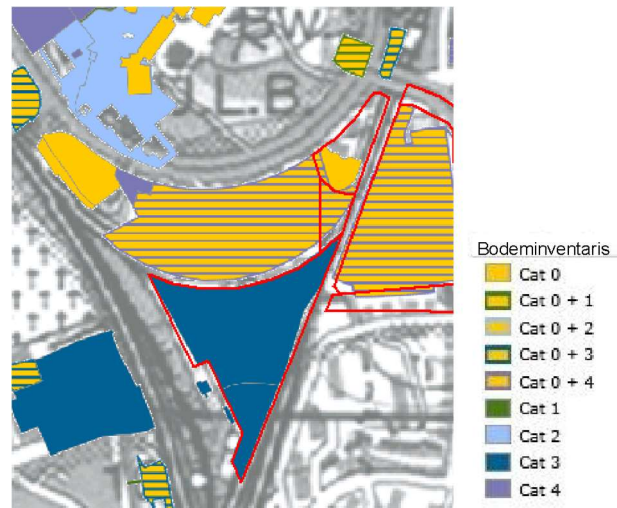 RW.
U.L.B
Bodeminventaris
Cat 0
Cat 0 + 1
Cat 0 + 2
Cat 0 + 3
Cat 0 + 4
Cat 1
Cat 2
Cat 3
Cat 4